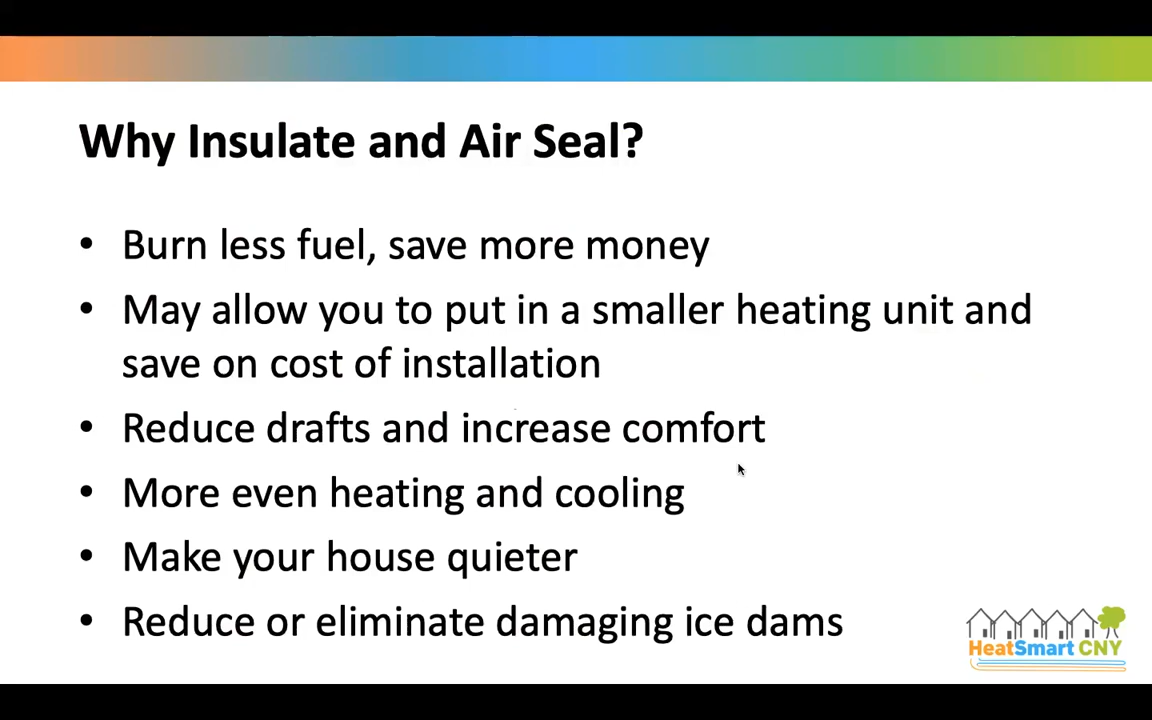 Why Insulate and Air Seal?
• Burn less fuel, save more money
• May allow you to put in a smaller heating unit and
save on cost of installation
• Reduce drafts and increase comfort
• More even heating and cooling
• Make your house quieter
• Reduce or eliminate damaging ice dams
HeatSmart CNY